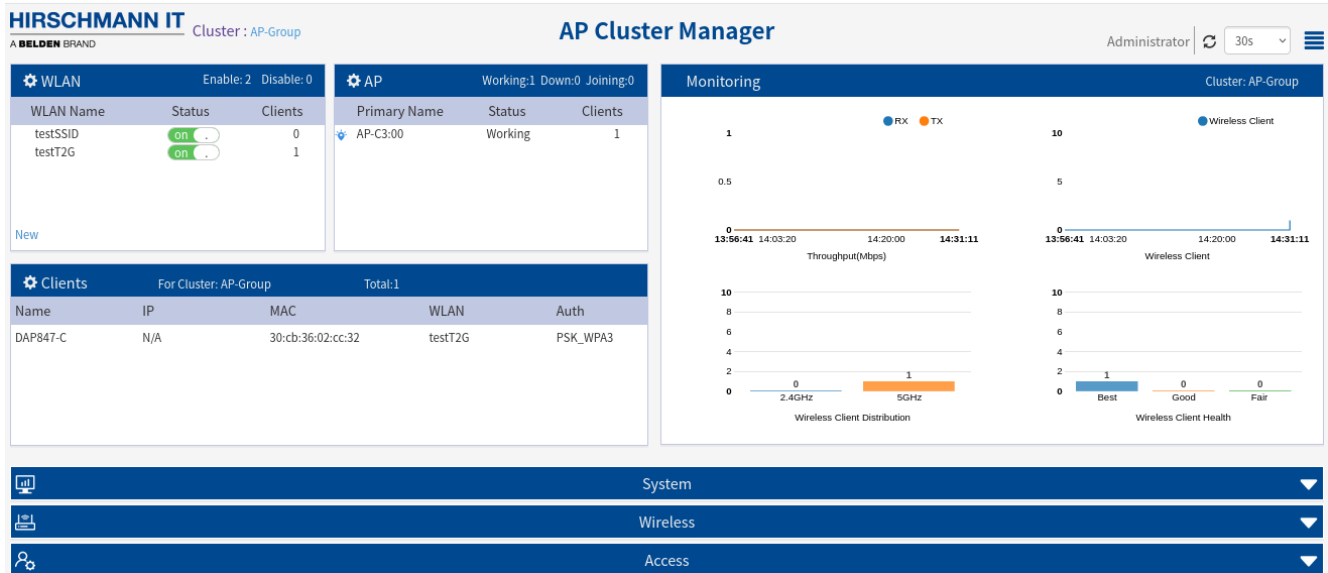 HIRSCHMANN IT
A BELDEN BRAND
Cluster : AP-Group
AP Cluster Manager
Administrator
30s
WLAN Enable: 2 Disable: 0
WLAN Name Status Clients
testSSID on 0
testT2G on 1
New
AP Working:1 Down:0 Joining:0
Primary Name Status Clients
AP-C3:00 Working 1
Clients For Cluster: AP-Group Total:1
Name IP MAC WLAN Auth
DAP847-C N/A 30:cb:36:02:cc:32 testT2G PSK_WPA3
Monitoring Cluster: AP-Group
RX TX
1
0.5
0
13:56:41 14:03:20 14:20:00 14:31:11
Throughput(Mbps)
Wireless Client
10
5
0
13:56:41 14:03:20 14:20:00 14:31:11
Wireless Client
10
8
6
4
2
0
0 1
2.4GHz 5GHz
Wireless Client Distribution
10
8
6
4
2
0
1 0 0
Best Good Fair
Wireless Client Health
System
Wireless
Access